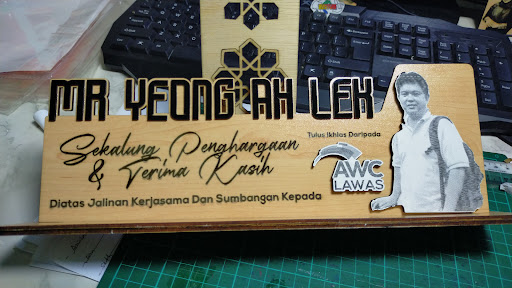 MR YEONG AH LEK
Sekalung Penghargaan
& Terima Kasih
Diatas Jalinan Kerjasama Dan Sumbangan Kepada
Tulus Ikhlas Daripada
AWC
LAWAS